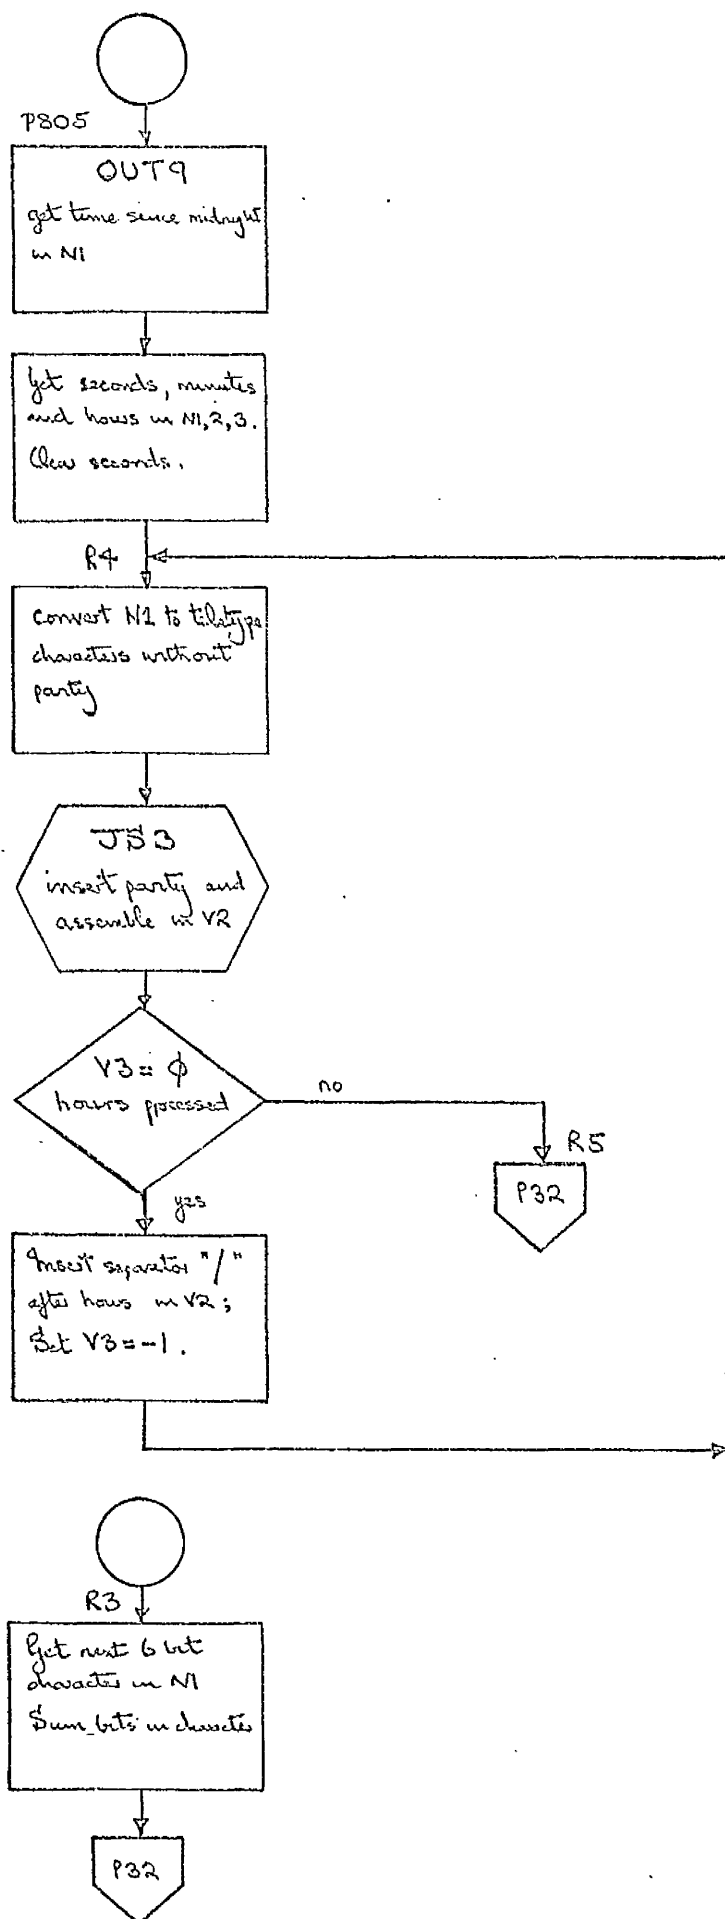 P805
OUT9
get time since midnight
in N1
Get seconds, minutes
and hours in N1,2,3.
Clear seconds.
R4
convert N1 to teletype
characters without
parity
JS3
insert parity and
assemble in V2
V3=φ
hours processed
no
R5
P32
yes
Insert separator "/"
after hours in V2;
Set V3=-1.
R3
Get next 6 bit
character in N1
Sum bits in character
P32